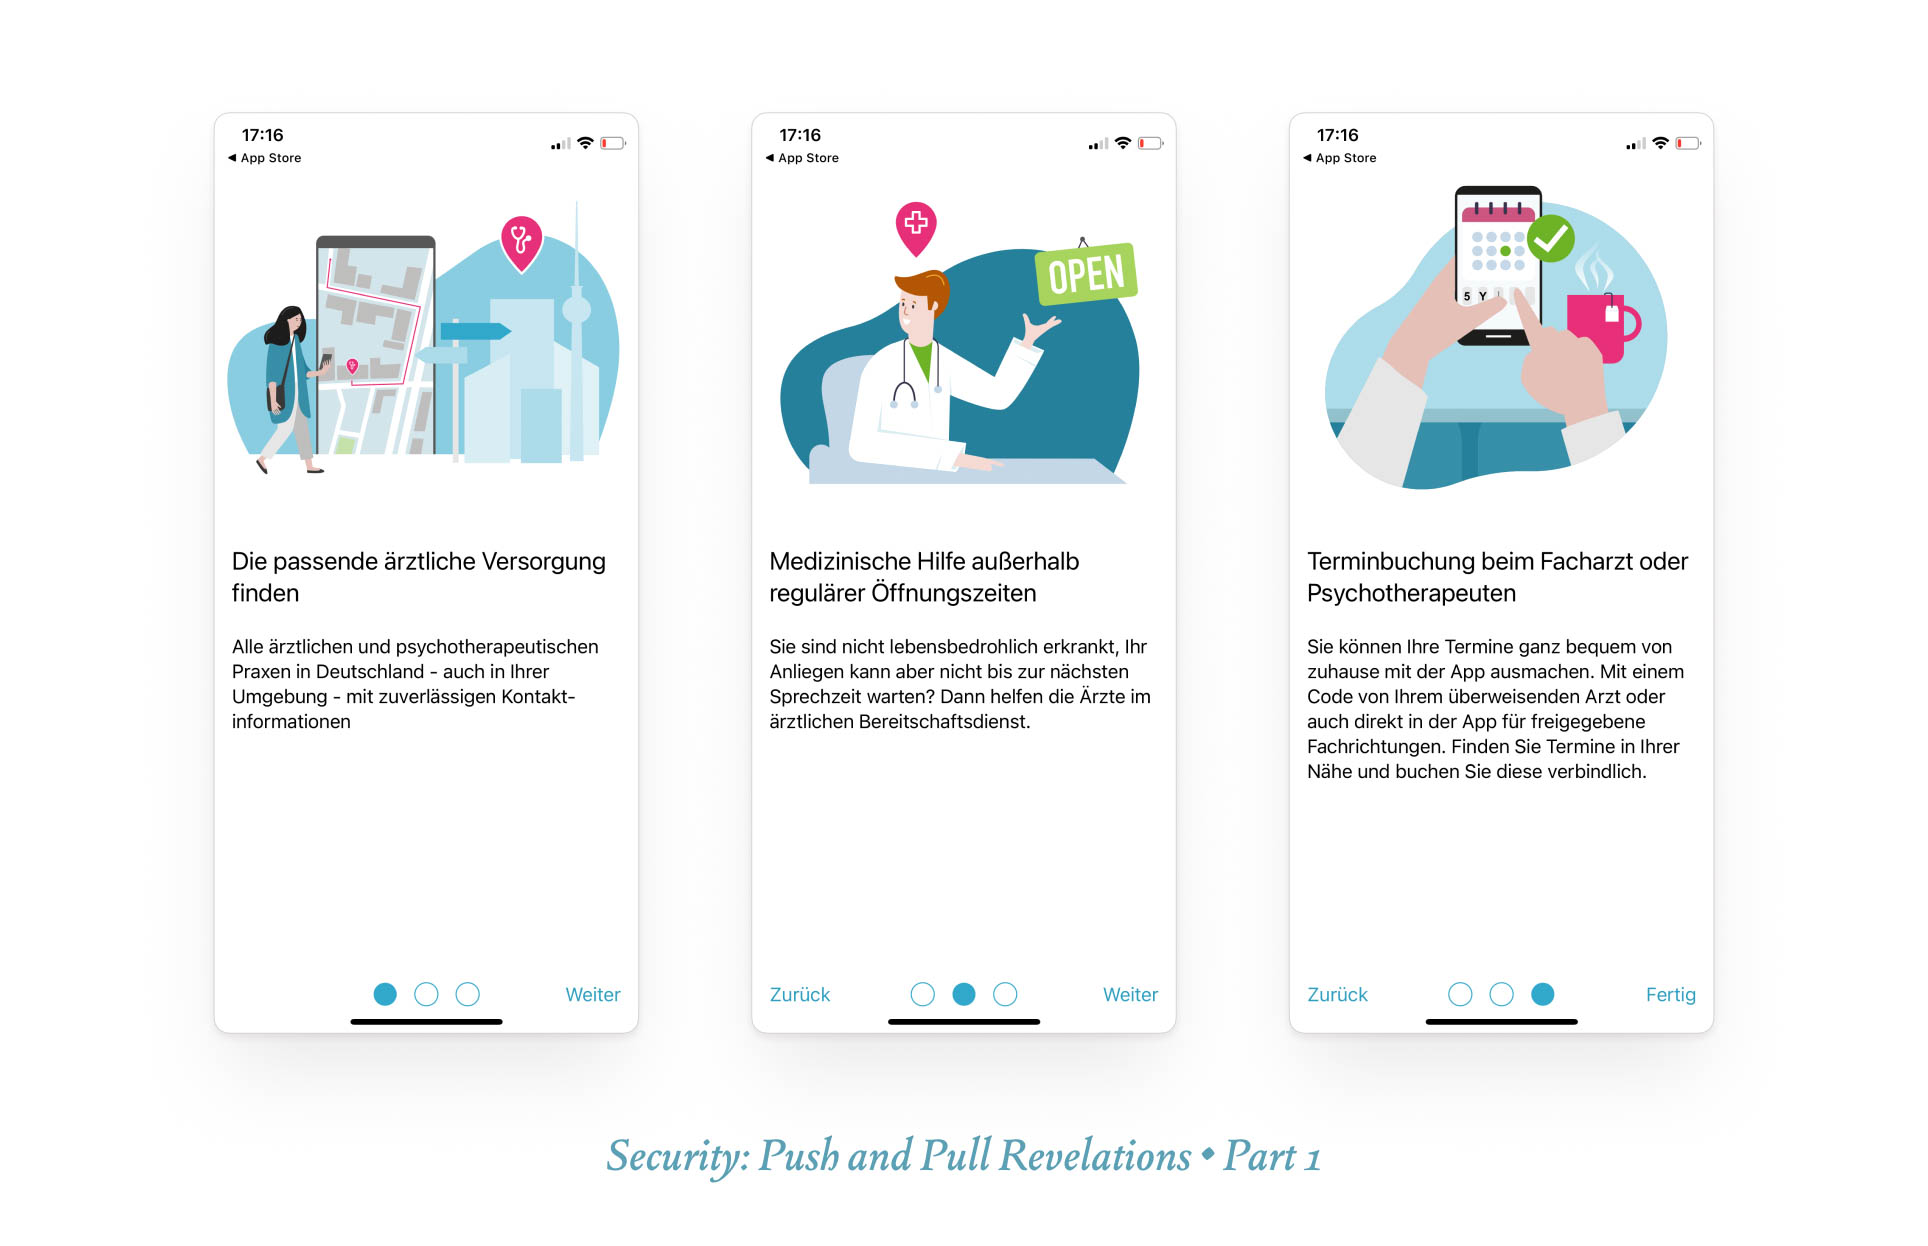 17:16
◀ App Store
Die passende ärztliche Versorgung
finden
Alle ärztlichen und psychotherapeutischen
Praxen in Deutschland - auch in Ihrer
Umgebung - mit zuverlässigen Kontakt-
informationen
Weiter
17:16
◀ App Store
OPEN
Medizinische Hilfe außerhalb
regulärer Öffnungszeiten
Sie sind nicht lebensbedrohlich erkrankt, Ihr
Anliegen kann aber nicht bis zur nächsten
Sprechzeit warten? Dann helfen die Ärzte im
ärztlichen Bereitschaftsdienst.
Zurück
Weiter
17:16
◀ App Store
5 Y
Terminbuchung beim Facharzt oder
Psychotherapeuten
Sie können Ihre Termine ganz bequem von
zuhause mit der App ausmachen. Mit einem
Code von Ihrem überweisenden Arzt oder
auch direkt in der App für freigegebene
Fachrichtungen. Finden Sie Termine in Ihrer
Nähe und buchen Sie diese verbindlich.
Zurück
Fertig
Security: Push and Pull Revelations • Part 1